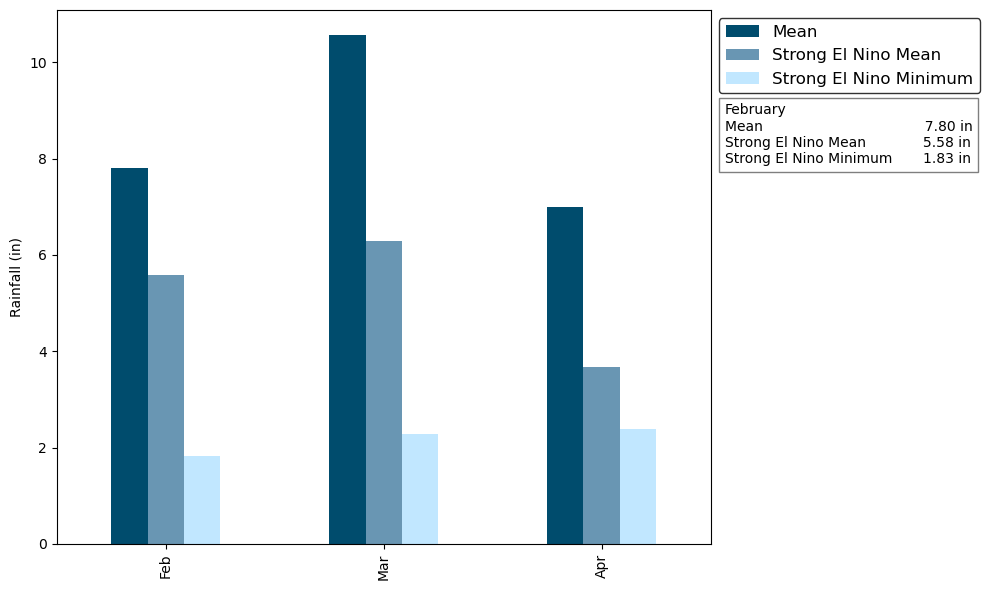 Mean
Strong El Nino Mean
Strong El Nino Minimum
February
Mean 7.80 in
Strong El Nino Mean 5.58 in
Strong El Nino Minimum 1.83 in
Rainfall (in)
10
8
6
4
2
0
Feb
Mar
Apr